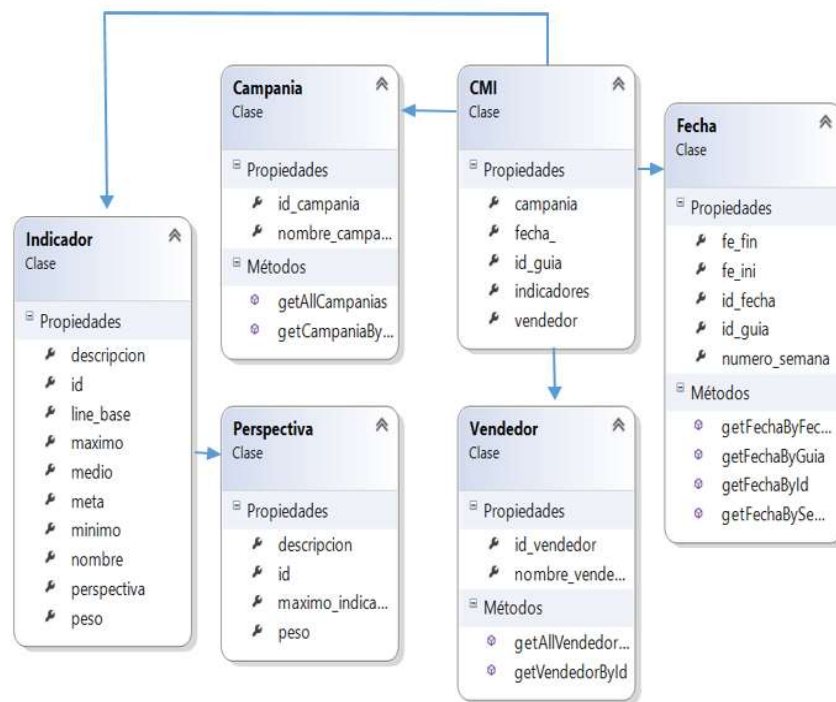 Campania
Clase
Propiedades
id_campania
nombre_campa...
Métodos
getAllCampanias
getCampaniaBy...
CMI
Clase
Propiedades
campania
fecha_
id_guia
indicadores
vendedor
Fecha
Clase
Propiedades
fe_fin
fe_ini
id_fecha
id_guia
numero_semana
Métodos
getFechaByFec...
getFechaByGuia
getFechaById
getFechaBySe...
Indicador
Clase
Propiedades
descripcion
id
line_base
maximo
medio
meta
minimo
nombre
perspectiva
peso
Perspectiva
Clase
Propiedades
descripcion
id
maximo_indica...
peso
Vendedor
Clase
Propiedades
id_vendedor
nombre_vende...
Métodos
getAllVendedor...
getVendedorById